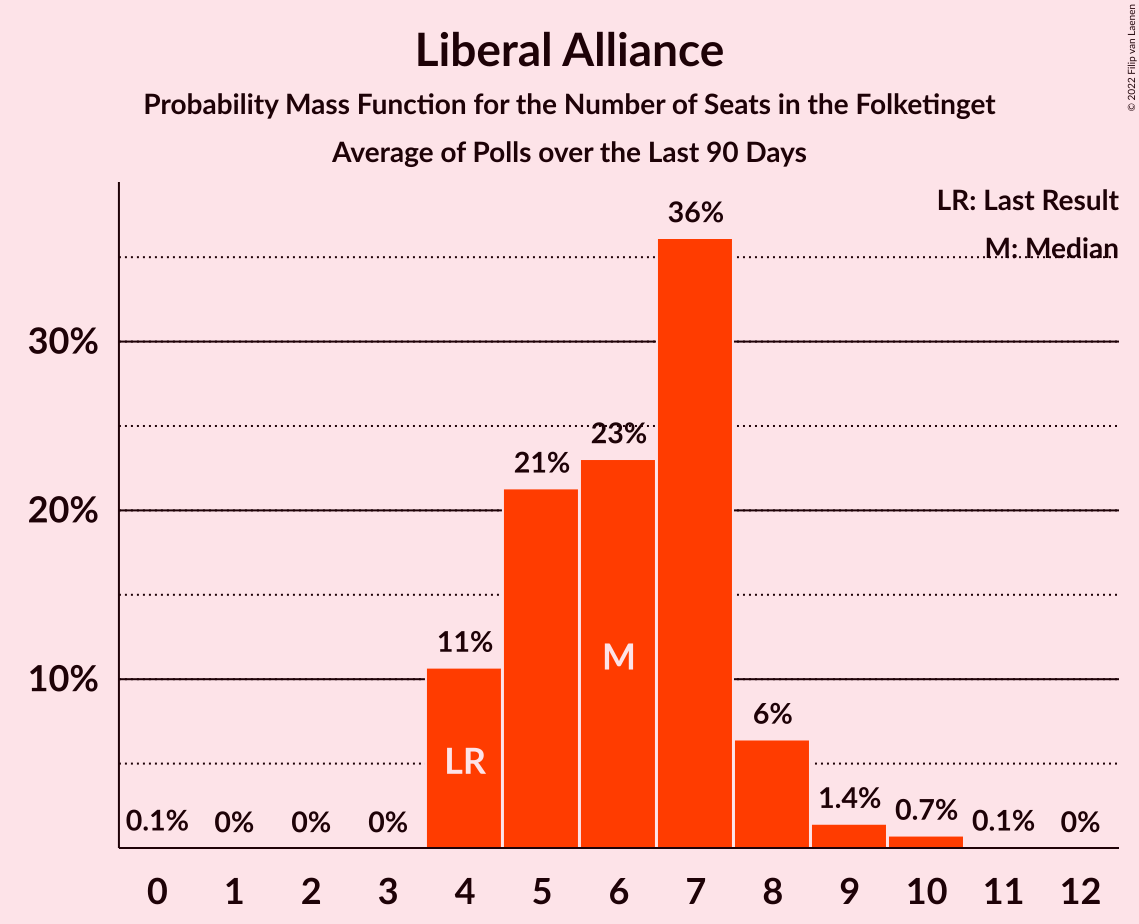 Liberal Alliance
Probability Mass Function for the Number of Seats in the Folketinget
Average of Polls over the Last 90 Days
© 2022 Filip van Laenen
LR: Last Result
M: Median
36%
30%
23%
21%
20%
M
11%
10%
6%
LR
1.4%
0.7%
0.1% 0% 0% 0% 0.1% 0%
0 1 2 3 4 5 6 7 8 9 10 11 12